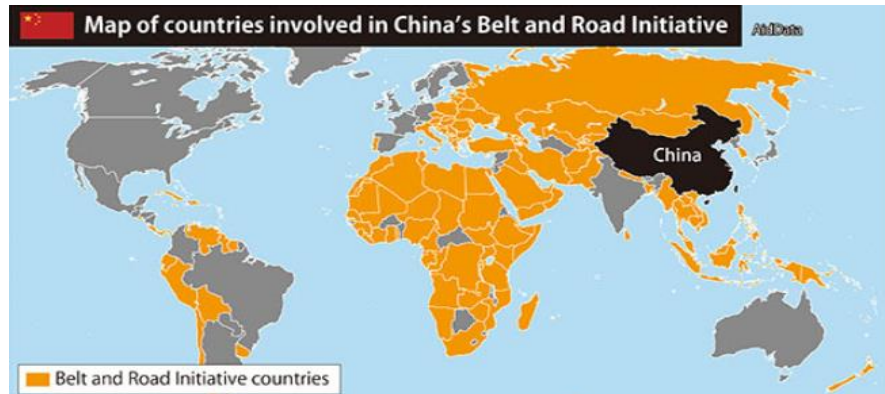 Map of countries involved in China's Belt and Road Initiative
AidData
China
Belt and Road Initiative countries